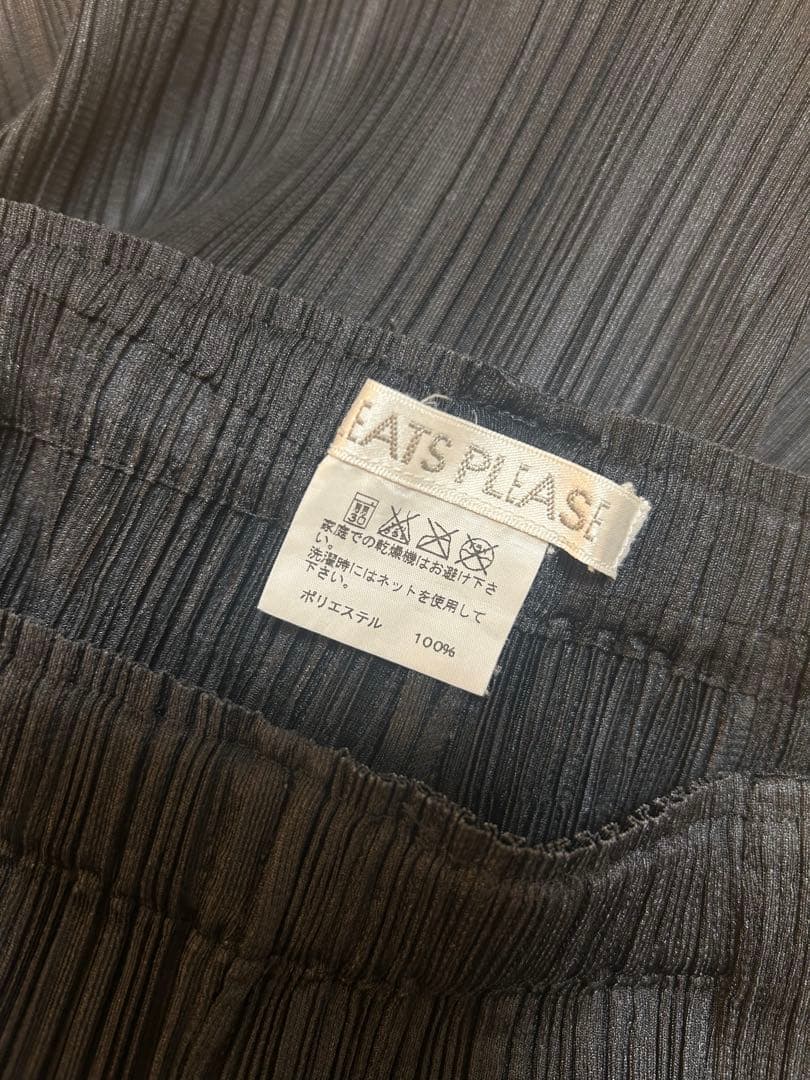 LEATS PLEASE
30
家庭での乾燥機はお避け下さ
い。
洗濯時にはネットを使用して
下さい。
ポリエステル 100%